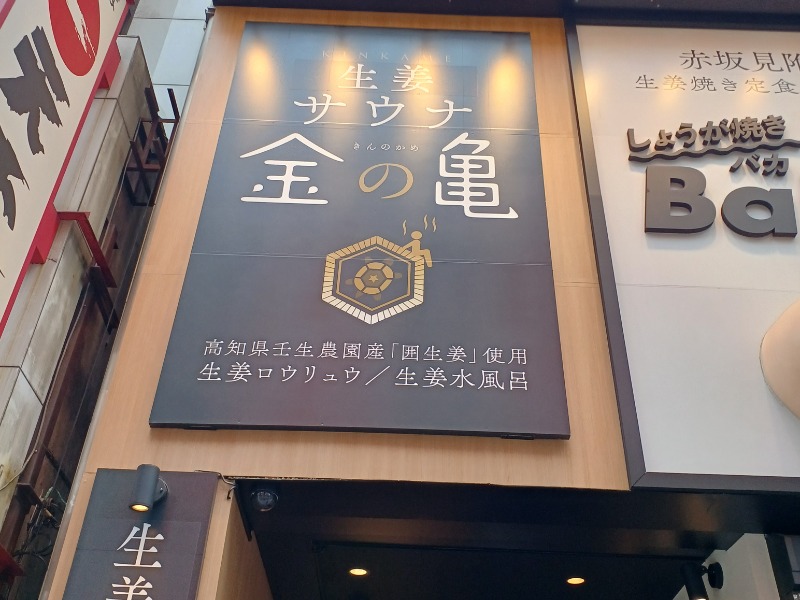 KINKAME
生姜
サウナ
きんのかめ
金の亀
高知県壬生農園産「囲生姜」使用
生姜ロウリュウ／生姜水風呂
生姜
赤坂見附
生姜焼き定食
しょうが焼き
バカ
Ba